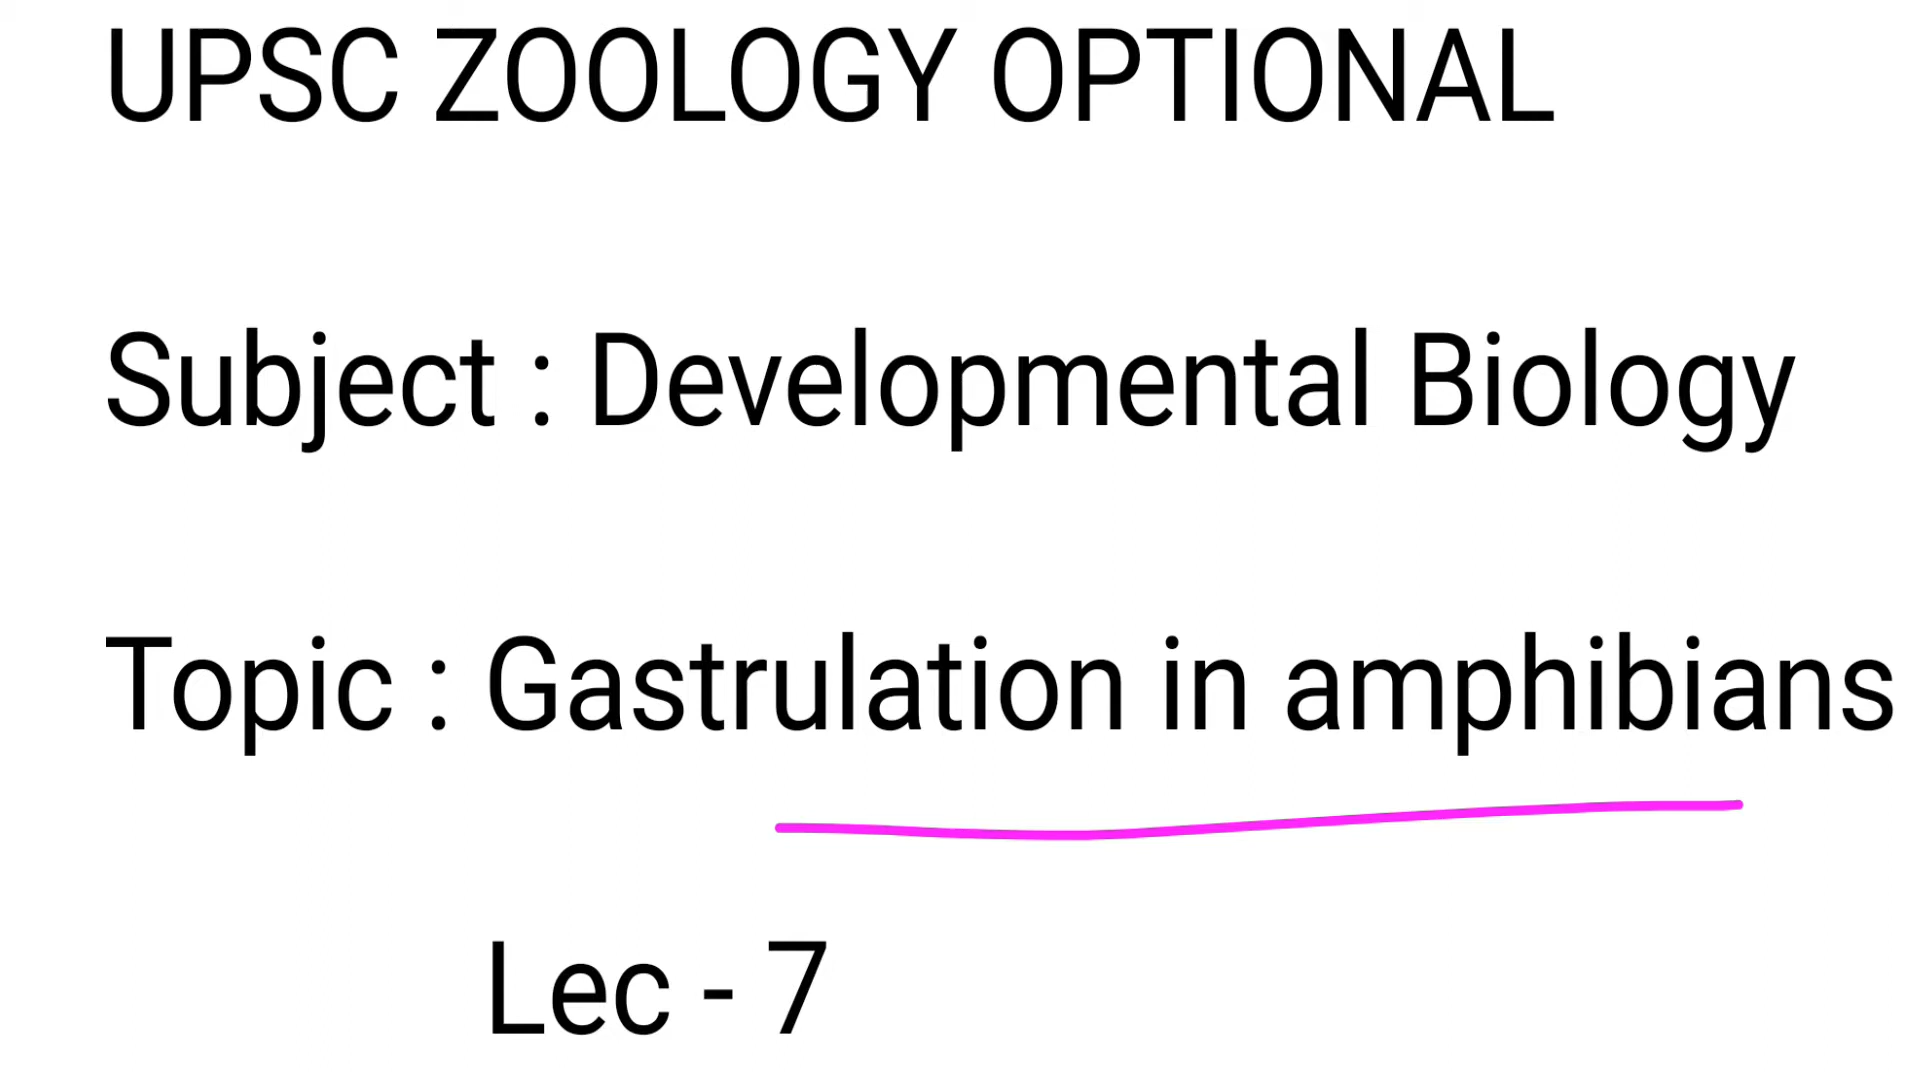 UPSC ZOOLOGY OPTIONAL
Subject : Developmental Biology
Topic : Gastrulation in amphibians
Lec - 7